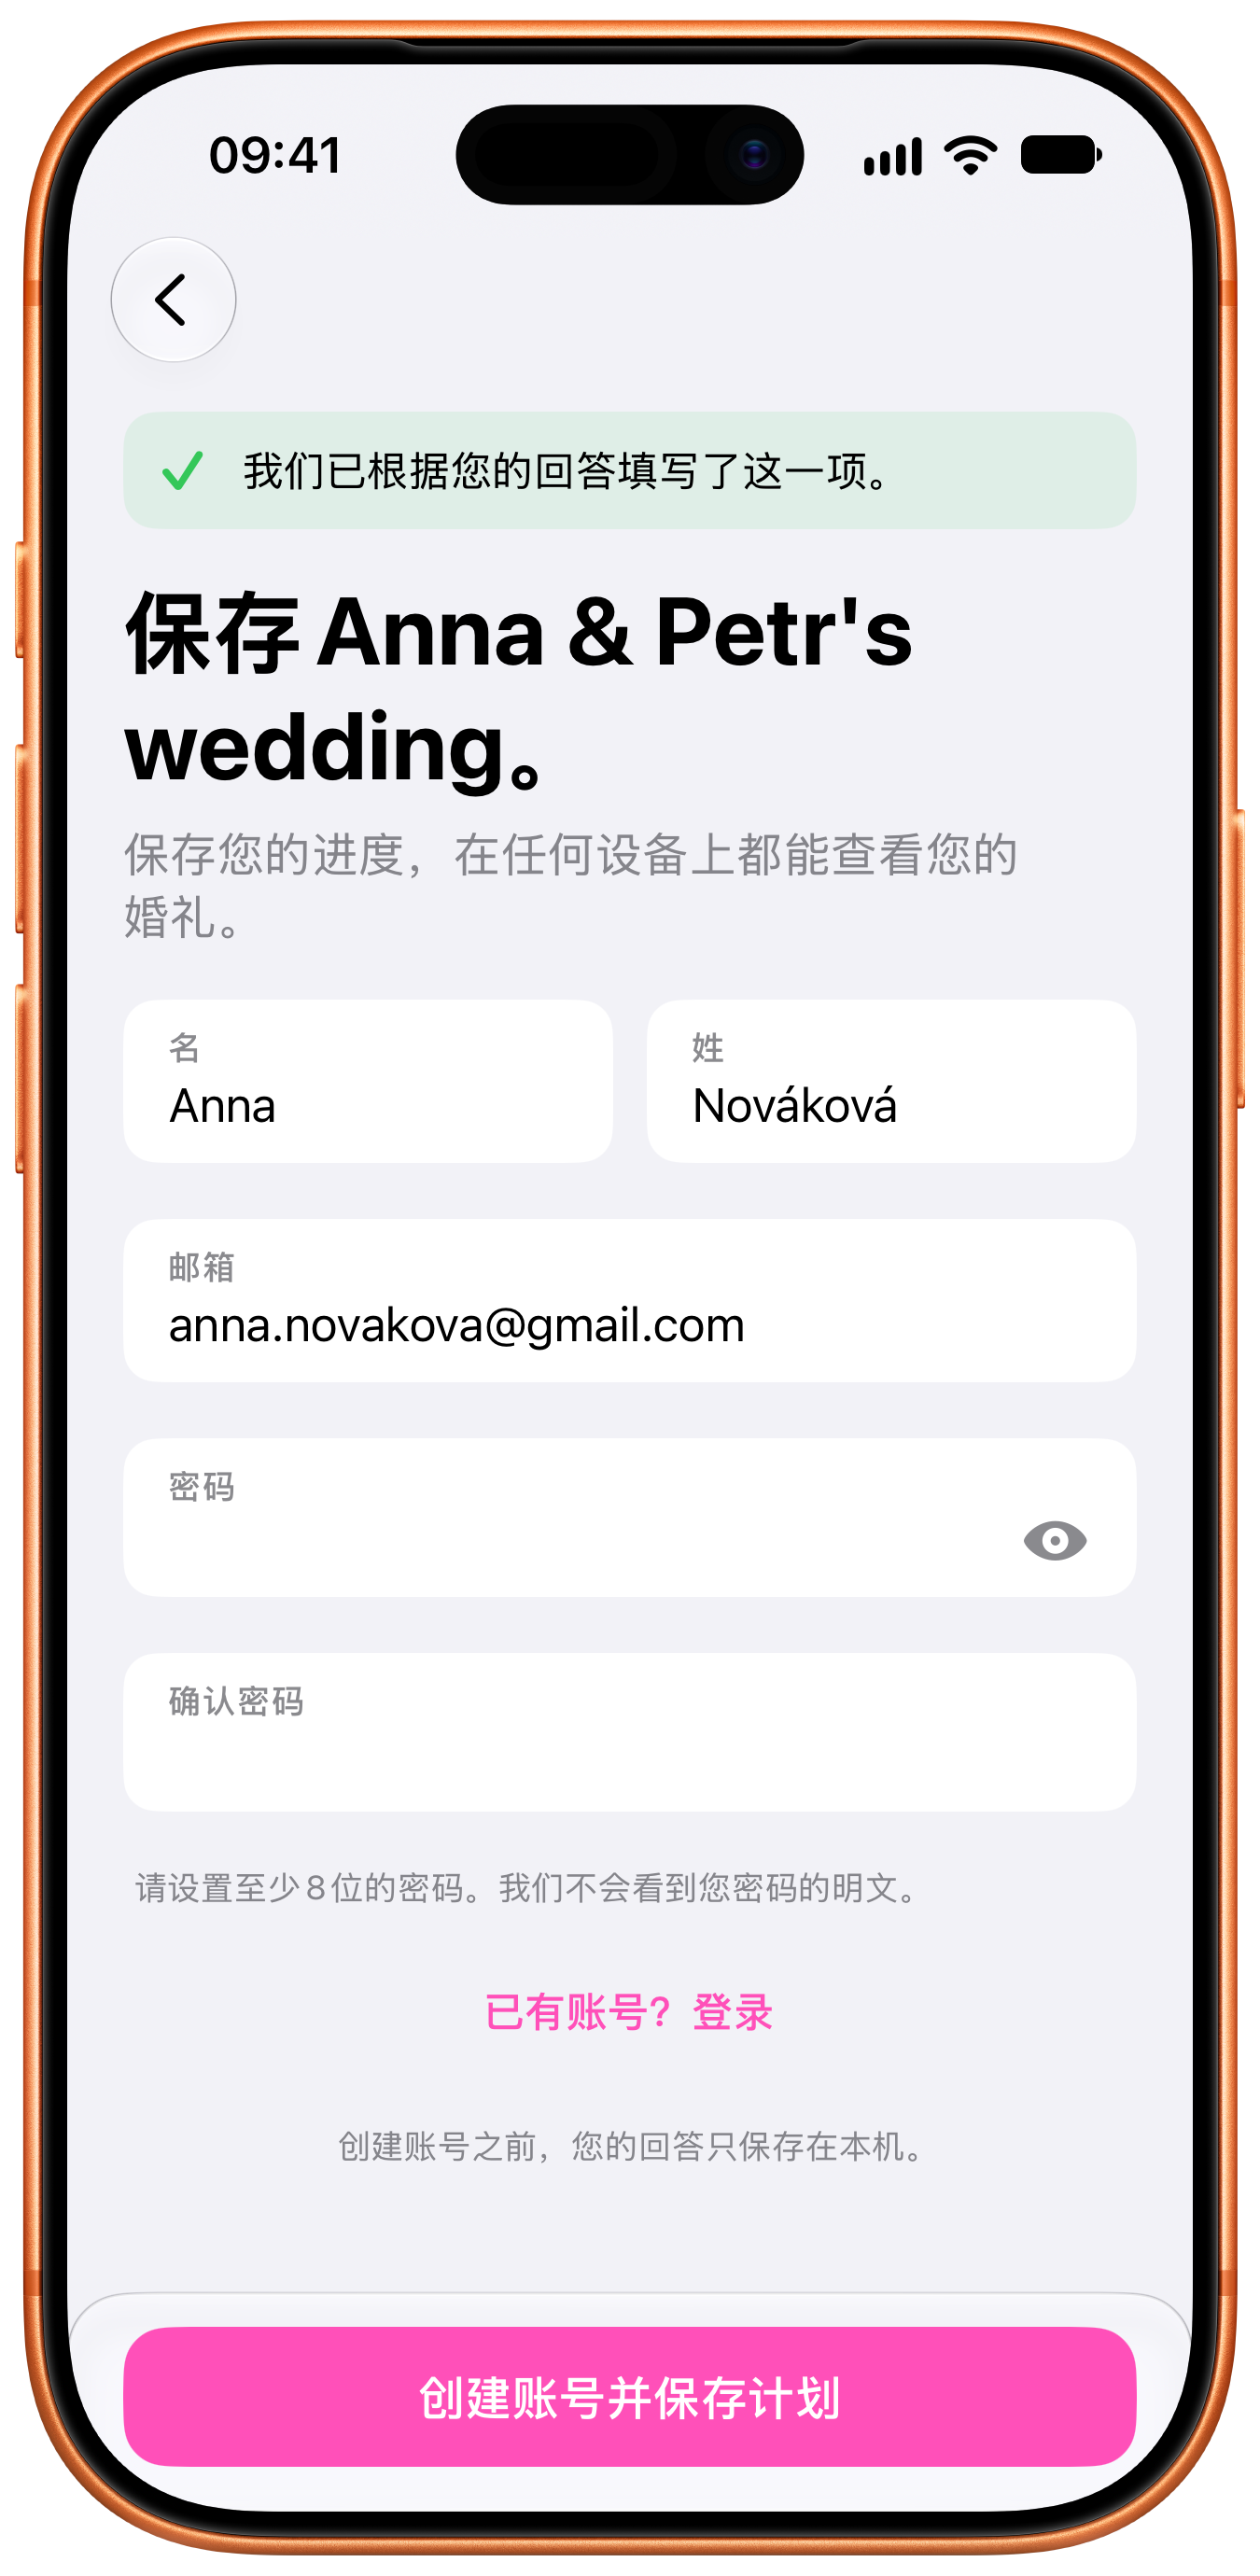 09:41
我们已根据您的回答填写了这一项。
保存 Anna & Petr's
wedding。
保存您的进度，在任何设备上都能查看您的
婚礼。
名
Anna
姓
Nováková
邮箱
anna.novakova@gmail.com
密码
确认密码
请设置至少 8 位的密码。我们不会看到您密码的明文。
已有账号？登录
创建账号之前，您的回答只保存在本机。
创建账号并保存计划